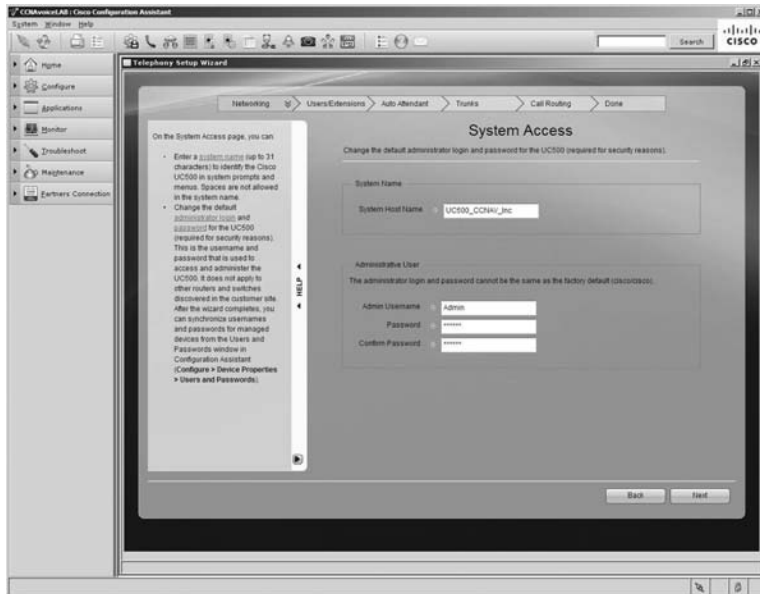 CCNAvoiceLAB : Cisco Configuration Assistant
System Window Help
Search
CISCO
Home
Configure
Applications
Monitor
Troubleshoot
Maintenance
Partners Connection
Telephony Setup Wizard
Networking
Users/Extensions
Auto Attendant
Trunks
Call Routing
Done
On the System Access page, you can:
• Enter a system name (up to 31
characters) to identify the Cisco
UC500 in system prompts and
menus. Spaces are not allowed
in the system name.
• Change the default
administrator login and
password for the UC500
(required for security reasons).
This is the username and
password that is used to
access and administer the
UC500. It does not apply to
other routers and switches
discovered in the customer site.
After the wizard completes, you
can synchronize usernames
and passwords for managed
devices from the Users and
Passwords window in
Configuration Assistant
(Configure > Device Properties
> Users and Passwords).
HELP
System Access
Change the default administrator login and password for the UC500 (required for security reasons).
System Name
System Host Name
UC500_CCNAV_Inc
Administrative User
The administrator login and password cannot be the same as the factory default (cisco/cisco).
Admin Username
Admin
Password
******
Confirm Password
******
Back
Next